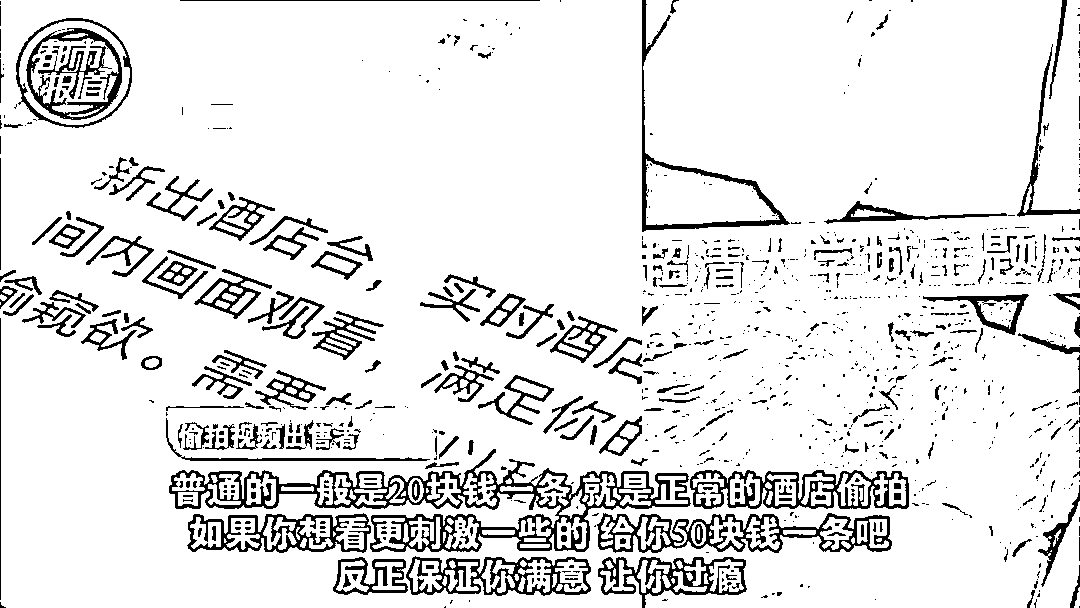 都市
报道
新出酒店台，实时酒店
间内画面观看，满足你的
偷窥欲。需要的
超清大学城主题房
偷拍视频出售者
普通的一般是20块钱一条 就是正常的酒店偷拍
如果你想看更刺激一些的 给你50块钱一条吧
反正保证你满意 让你过瘾